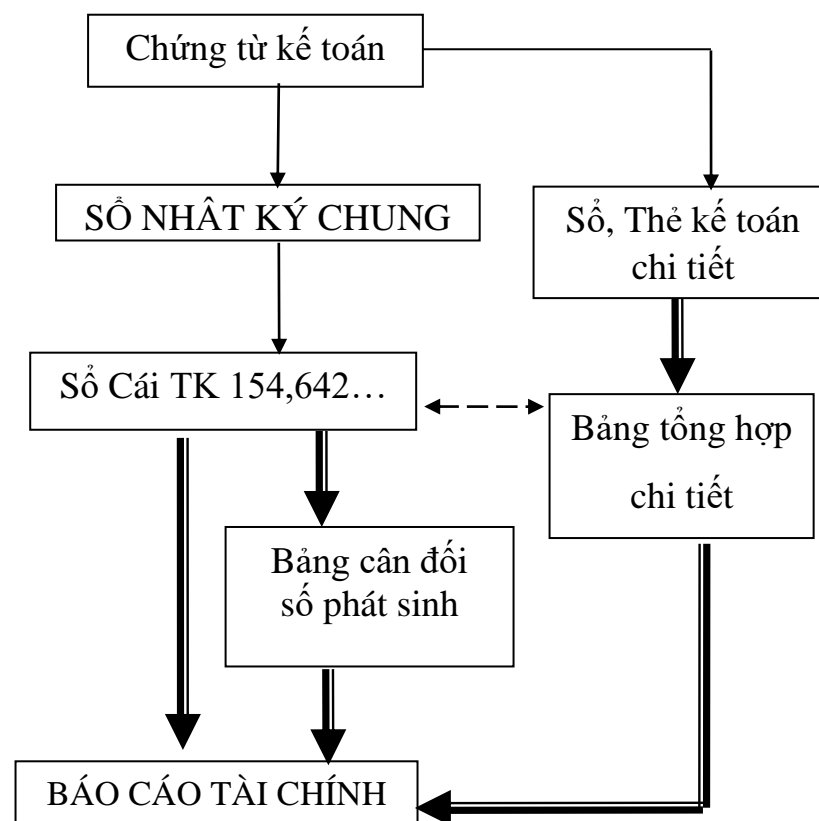 Chứng từ kế toán
SỔ NHÂT KÝ CHUNG
Sổ, Thẻ kế toán
chi tiết
Sổ Cái TK 154,642…
Bảng tổng hợp
chi tiết
Bảng cân đối
số phát sinh
BÁO CÁO TÀI CHÍNH